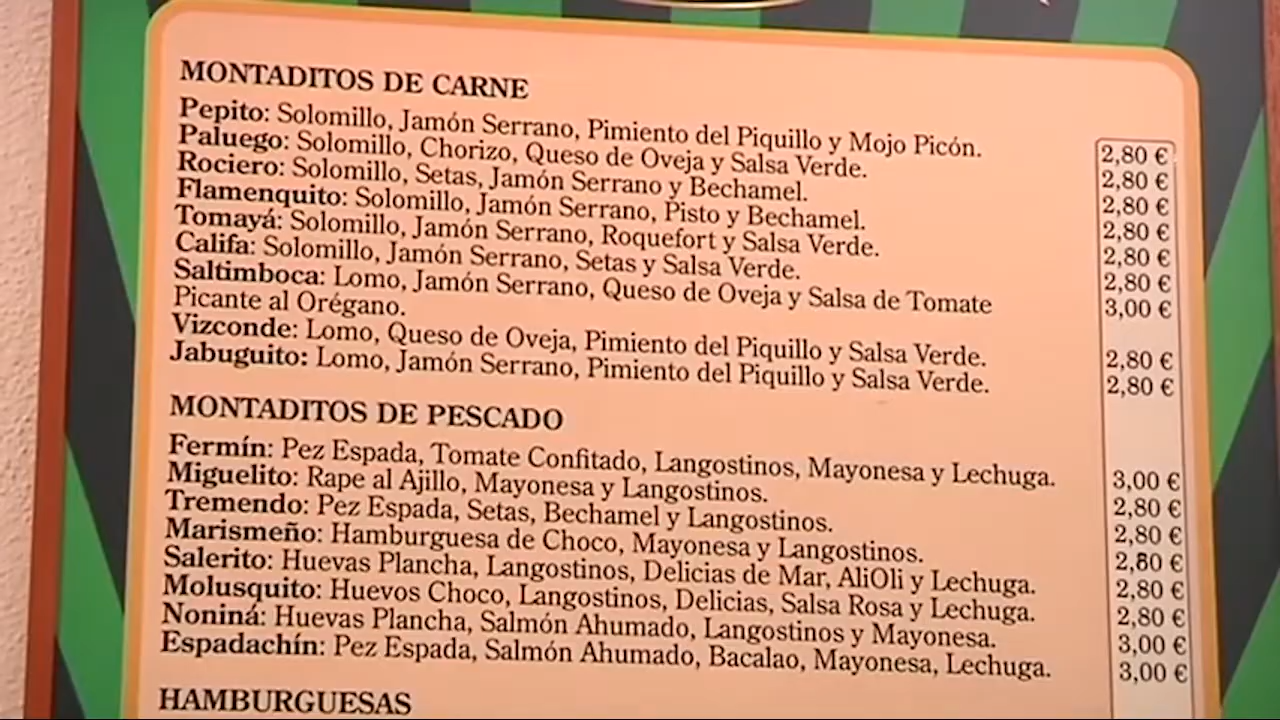 MONTADITOS DE CARNE
Pepito: Solomillo, Jamón Serrano, Pimiento del Piquillo y Mojo Picón. 2,80 €
Paluego: Solomillo, Chorizo, Queso de Oveja y Salsa Verde. 2,80 €
Rociero: Solomillo, Setas, Jamón Serrano y Bechamel. 2,80 €
Flamenquito: Solomillo, Jamón Serrano, Pisto y Bechamel. 2,80 €
Tomayá: Solomillo, Jamón Serrano, Roquefort y Salsa Verde. 2,80 €
Califa: Solomillo, Jamón Serrano, Setas y Salsa Verde. 2,80 €
Saltimboca: Lomo, Jamón Serrano, Queso de Oveja y Salsa de Tomate 3,00 €
Picante al Orégano.
Vizconde: Lomo, Queso de Oveja, Pimiento del Piquillo y Salsa Verde. 2,80 €
Jabuguito: Lomo, Jamón Serrano, Pimiento del Piquillo y Salsa Verde. 2,80 €
MONTADITOS DE PESCADO
Fermín: Pez Espada, Tomate Confitado, Langostinos, Mayonesa y Lechuga. 3,00 €
Miguelito: Rape al Ajillo, Mayonesa y Langostinos. 2,80 €
Tremendo: Pez Espada, Setas, Bechamel y Langostinos. 2,80 €
Marismeño: Hamburguesa de Choco, Mayonesa y Langostinos. 2,80 €
Salerito: Huevas Plancha, Langostinos, Delicias de Mar, AliOli y Lechuga. 2,80 €
Molusquito: Huevos Choco, Langostinos, Delicias, Salsa Rosa y Lechuga. 2,80 €
Noniná: Huevas Plancha, Salmón Ahumado, Langostinos y Mayonesa. 3,00 €
Espadachín: Pez Espada, Salmón Ahumado, Bacalao, Mayonesa, Lechuga. 3,00 €
HAMBURGUESAS